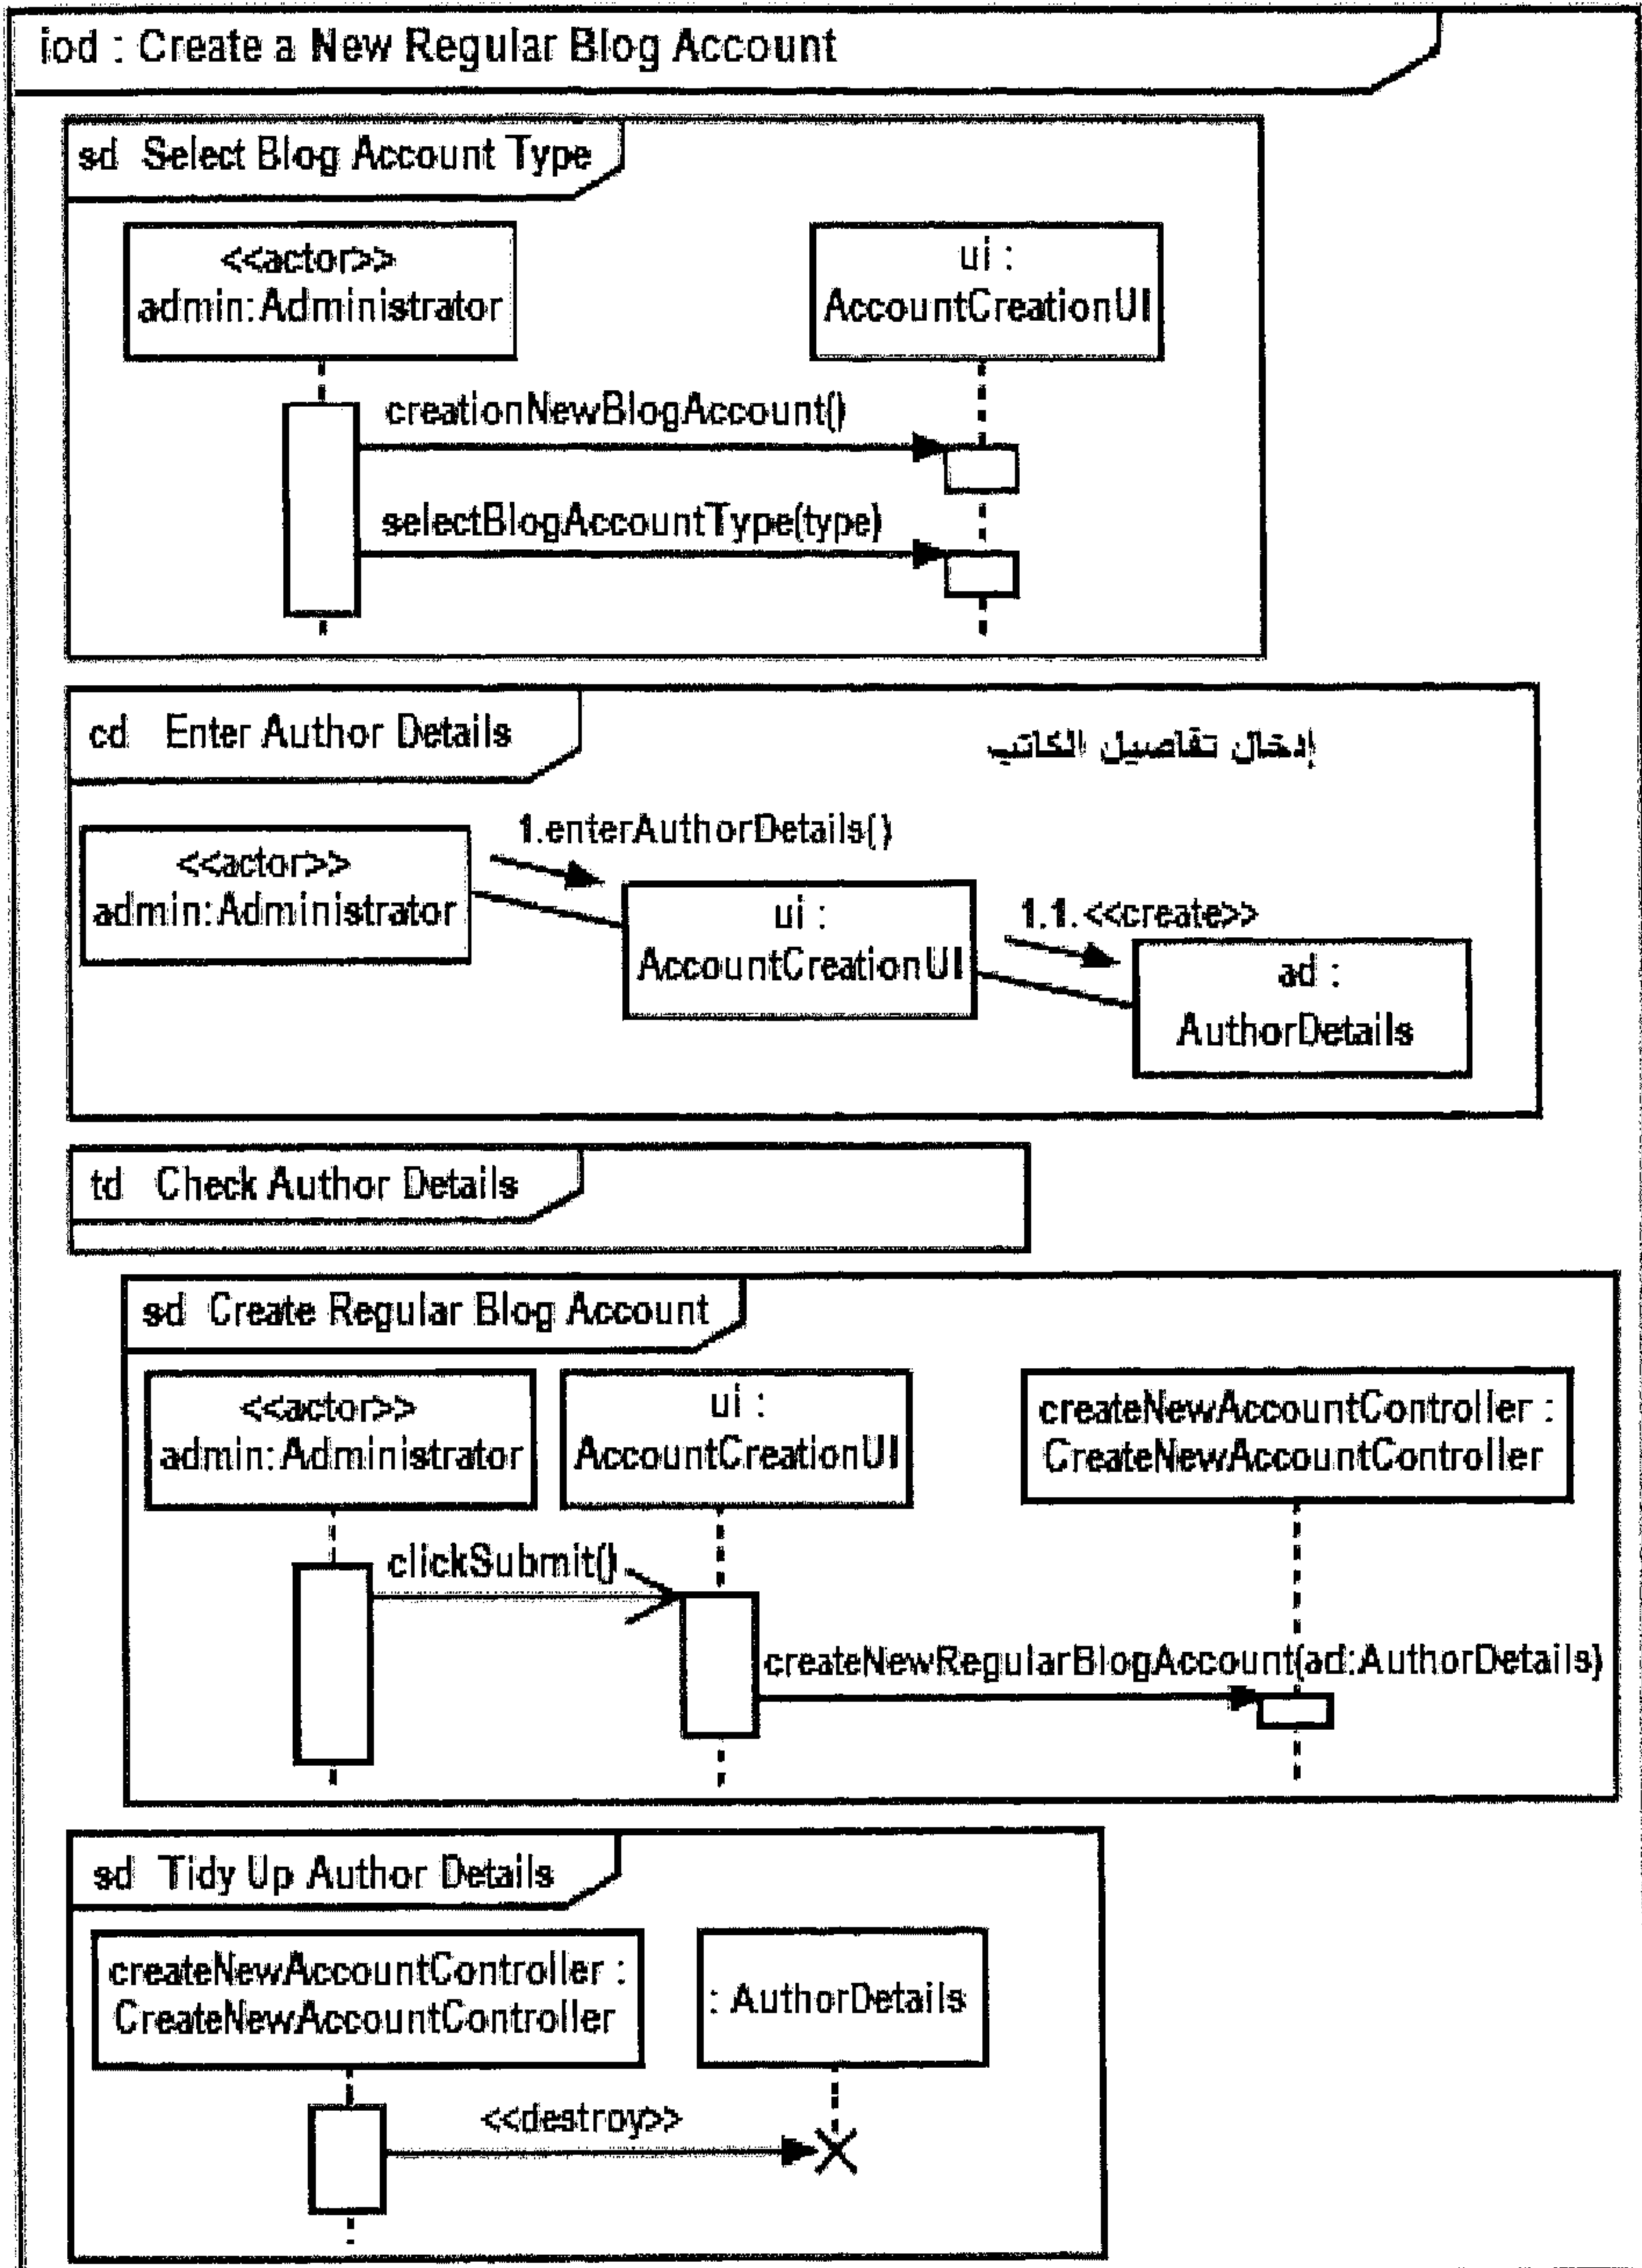 iod : Create a New Regular Blog Account
sd Select Blog Account Type
<<actor>>
admin:Administrator
ui :
AccountCreationUI
creationNewBlogAccount()
selectBlogAccountType(type)
cd Enter Author Details
إدخال تفاصيل الكاتب
<<actor>>
admin:Administrator
1.enterAuthorDetails()
ui :
AccountCreationUI
1.1.<<create>>
ad :
AuthorDetails
td Check Author Details
sd Create Regular Blog Account
<<actor>>
admin:Administrator
ui :
AccountCreationUI
createNewAccountController :
CreateNewAccountController
clickSubmit()
createNewRegularBlogAccount(ad:AuthorDetails)
sd Tidy Up Author Details
createNewAccountController :
CreateNewAccountController
: AuthorDetails
<<destroy>>